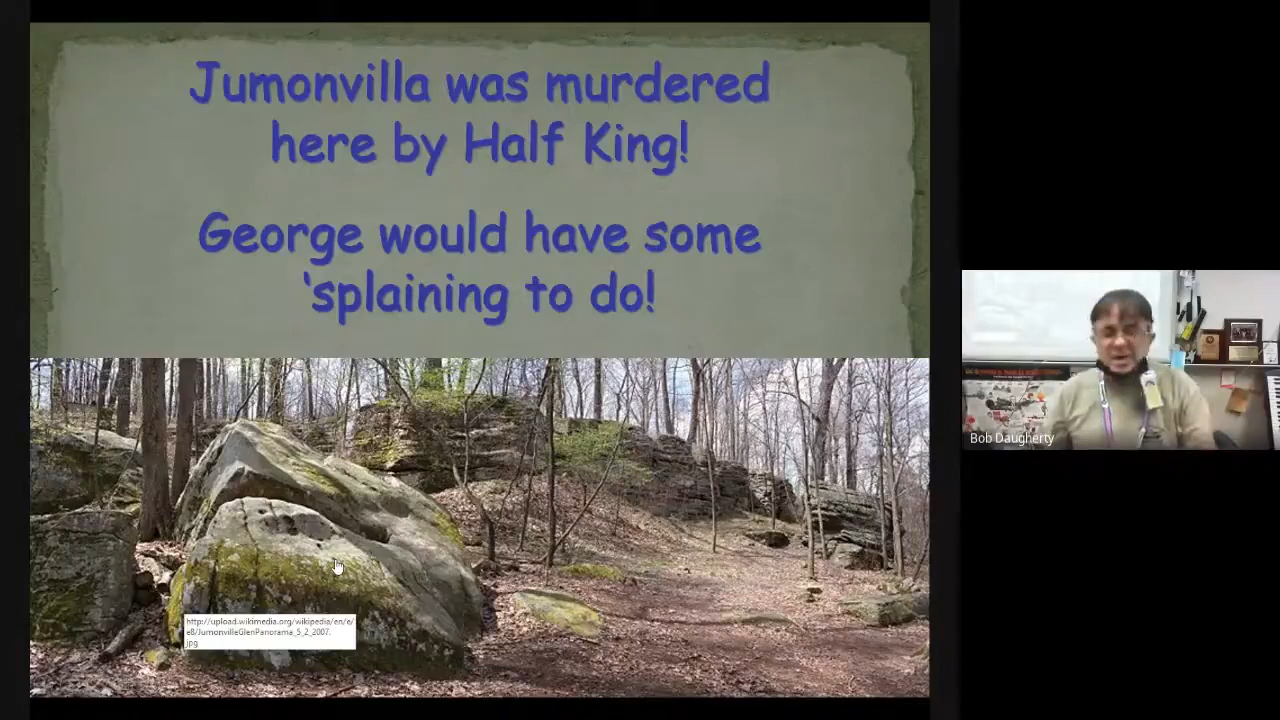 Jumonvilla was murdered
here by Half King!
George would have some
‘splaining to do!
http://upload.wikimedia.org/wikipedia/en/e/
e8/JumonvilleGlenPanorama_5_2_2007.
jpg
Bob Daugherty